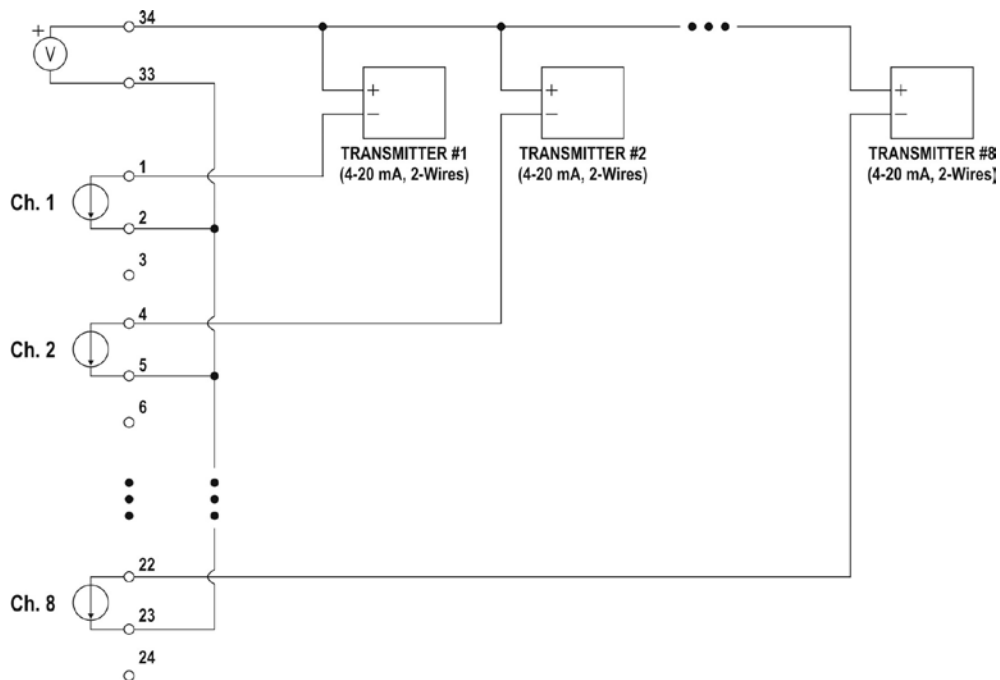 34
+
V
33
+
−
TRANSMITTER #1
(4-20 mA, 2-Wires)
+
−
TRANSMITTER #2
(4-20 mA, 2-Wires)
+
−
TRANSMITTER #8
(4-20 mA, 2-Wires)
1
Ch. 1
2
3
4
Ch. 2
5
6
22
Ch. 8
23
24